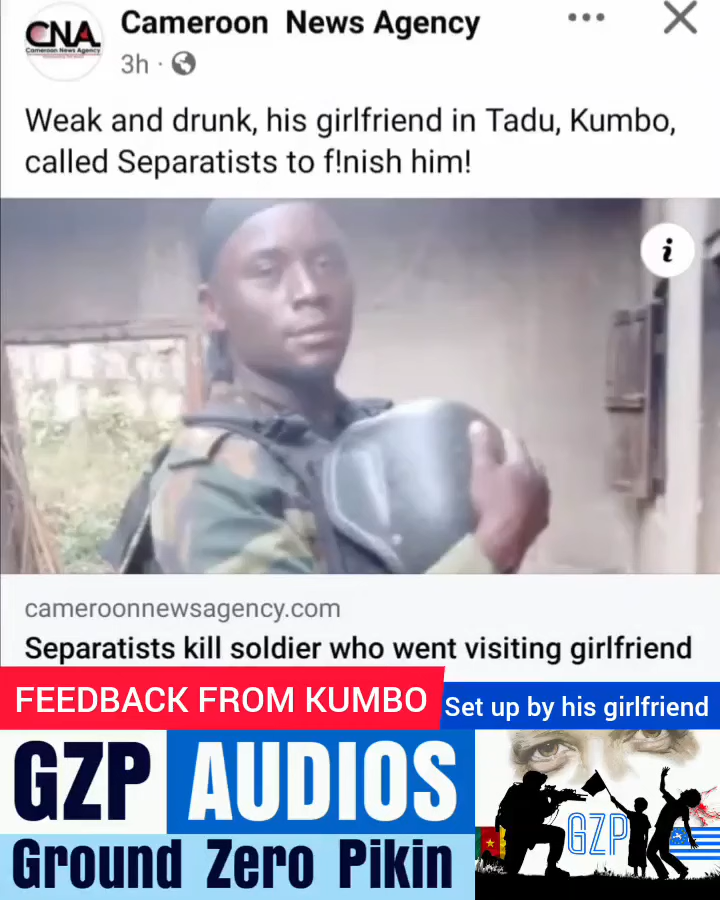 CNA
Cameroon News Agency
Cameroon News Agency
3h
Weak and drunk, his girlfriend in Tadu, Kumbo,
called Separatists to f!nish him!
i
cameroonnewsagency.com
Separatists kill soldier who went visiting girlfriend
FEEDBACK FROM KUMBO
Set up by his girlfriend
GZP AUDIOS
Ground Zero Pikin
GZP